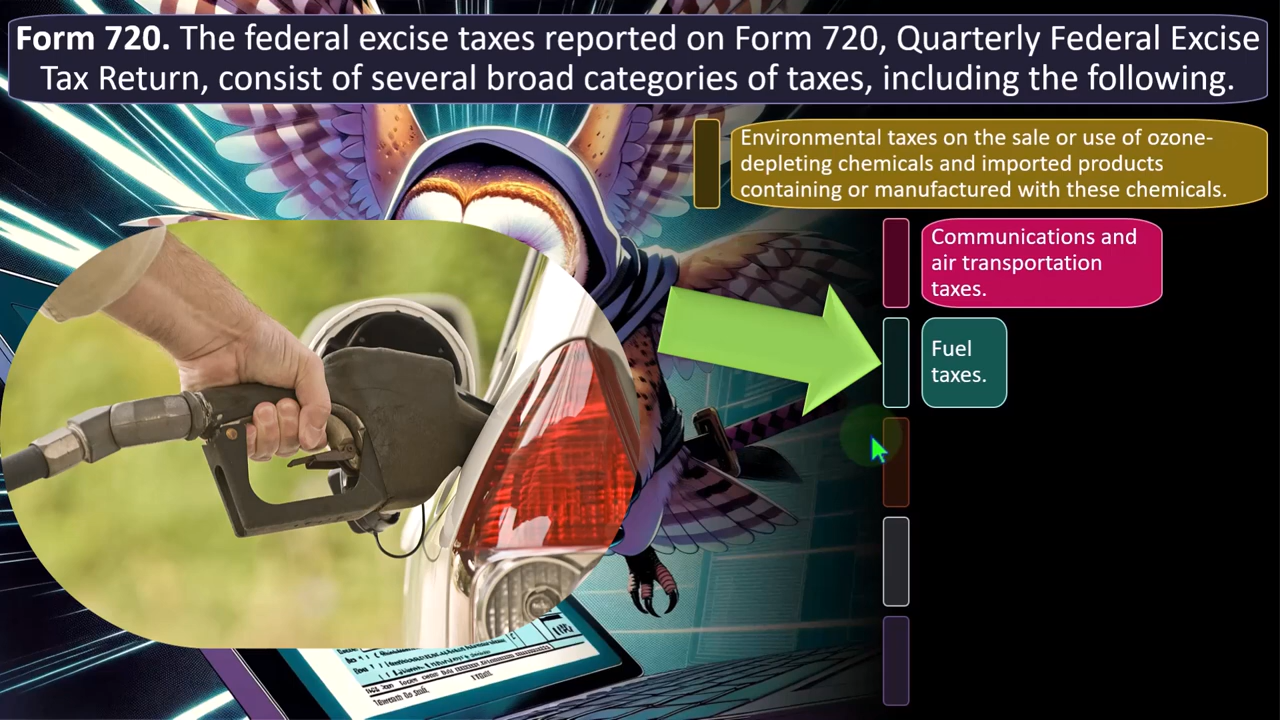 Form 720. The federal excise taxes reported on Form 720, Quarterly Federal Excise
Tax Return, consist of several broad categories of taxes, including the following.
Environmental taxes on the sale or use of ozone-
depleting chemicals and imported products
containing or manufactured with these chemicals.
Communications and
air transportation
taxes.
Fuel
taxes.